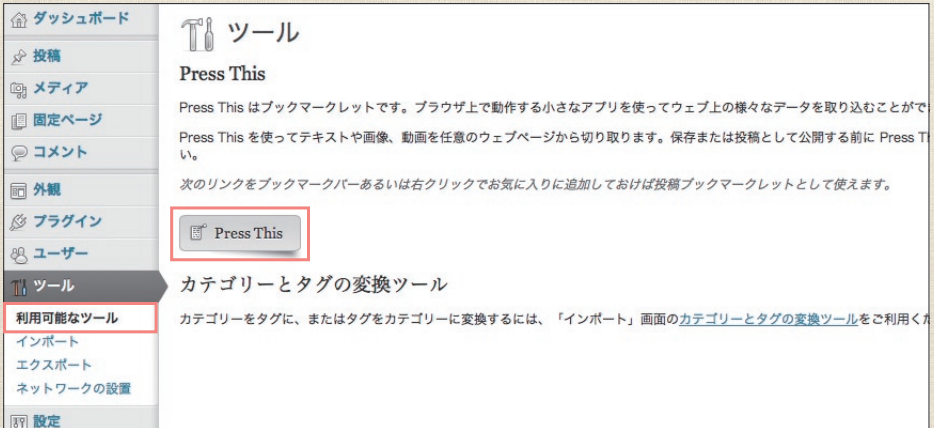 ダッシュボード
投稿
メディア
固定ページ
コメント
外観
プラグイン
ユーザー
ツール
利用可能なツール
インポート
エクスポート
ネットワークの設置
設定
ツール
Press This
Press This はブックマークレットです。ブラウザ上で動作する小さなアプリを使ってウェブ上の様々なデータを取り込むことがで
Press This を使ってテキストや画像、動画を任意のウェブページから切り取ります。保存または投稿として公開する前に Press
い。
次のリンクをブックマークバーあるいは右クリックでお気に入りに追加しておけば投稿ブックマークレットとして使えます。
Press This
カテゴリーとタグの変換ツール
カテゴリーをタグに、またはタグをカテゴリーに変換するには、「インポート」画面のカテゴリーとタグの変換ツールをご利用く